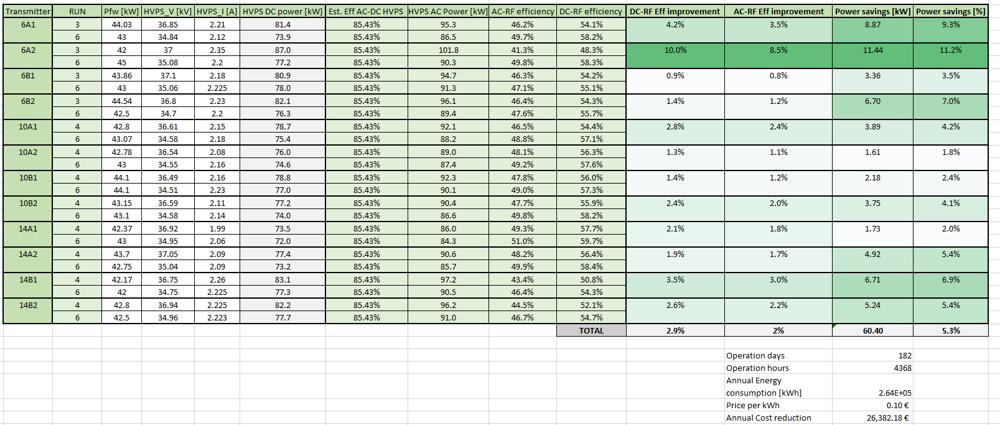 Transmitter RUN Pfw [kW] HVPS_V [kV] HVPS_I [A] HVPS DC power [kW] Est. Eff AC-DC HVPS HVPS AC Power [kW] AC-RF efficiency DC-RF efficiency DC-RF Eff improvement AC-RF Eff improvement Power savings [kW] Power savings [%]
6A1 3 44.03 36.85 2.21 81.4 85.43% 95.3 46.2% 54.1% 4.2% 3.5% 8.87 9.3%
6 43 34.84 2.12 73.9 85.43% 86.5 49.7% 58.2%
6A2 3 42 37 2.35 87.0 85.43% 101.8 41.3% 48.3% 10.0% 8.5% 11.44 11.2%
6 45 35.08 2.2 77.2 85.43% 90.3 49.8% 58.3%
6B1 3 43.86 37.1 2.18 80.9 85.43% 94.7 46.3% 54.2% 0.9% 0.8% 3.36 3.5%
6 43 35.06 2.225 78.0 85.43% 91.3 47.1% 55.1%
6B2 3 44.54 36.8 2.23 82.1 85.43% 96.1 46.4% 54.3% 1.4% 1.2% 6.70 7.0%
6 42.5 34.7 2.2 76.3 85.43% 89.4 47.6% 55.7%
10A1 4 42.8 36.61 2.15 78.7 85.43% 92.1 46.5% 54.4% 2.8% 2.4% 3.89 4.2%
6 43.07 34.58 2.18 75.4 85.43% 88.2 48.8% 57.1%
10A2 4 42.78 36.54 2.08 76.0 85.43% 89.0 48.1% 56.3% 1.3% 1.1% 1.61 1.8%
6 43 34.55 2.16 74.6 85.43% 87.4 49.2% 57.6%
10B1 4 44.1 36.49 2.16 78.8 85.43% 92.3 47.8% 56.0% 1.4% 1.2% 2.18 2.4%
6 44.1 34.51 2.23 77.0 85.43% 90.1 49.0% 57.3%
10B2 4 43.15 36.59 2.11 77.2 85.43% 90.4 47.7% 55.9% 2.4% 2.0% 3.75 4.1%
6 43.1 34.58 2.14 74.0 85.43% 86.6 49.8% 58.2%
14A1 4 42.37 36.92 1.99 73.5 85.43% 86.0 49.3% 57.7% 2.1% 1.8% 1.73 2.0%
6 43 34.95 2.06 72.0 85.43% 84.3 51.0% 59.7%
14A2 4 43.7 37.05 2.09 77.4 85.43% 90.6 48.2% 56.4% 1.9% 1.7% 4.92 5.4%
6 42.75 35.04 2.09 73.2 85.43% 85.7 49.9% 58.4%
14B1 4 42.17 36.75 2.26 83.1 85.43% 97.2 43.4% 50.8% 3.5% 3.0% 6.71 6.9%
6 42 34.75 2.225 77.3 85.43% 90.5 46.4% 54.3%
14B2 4 42.8 36.94 2.225 82.2 85.43% 96.2 44.5% 52.1% 2.6% 2.2% 5.24 5.4%
6 42.5 34.96 2.223 77.7 85.43% 91.0 46.7% 54.7%
TOTAL 2.9% 2% 60.40 5.3%
Operation days 182
Operation hours 4368
Annual Energy
consumption [kWh] 2.64E+05
Price per kWh 0.10 €
Annual Cost reduction 26,382.18 €